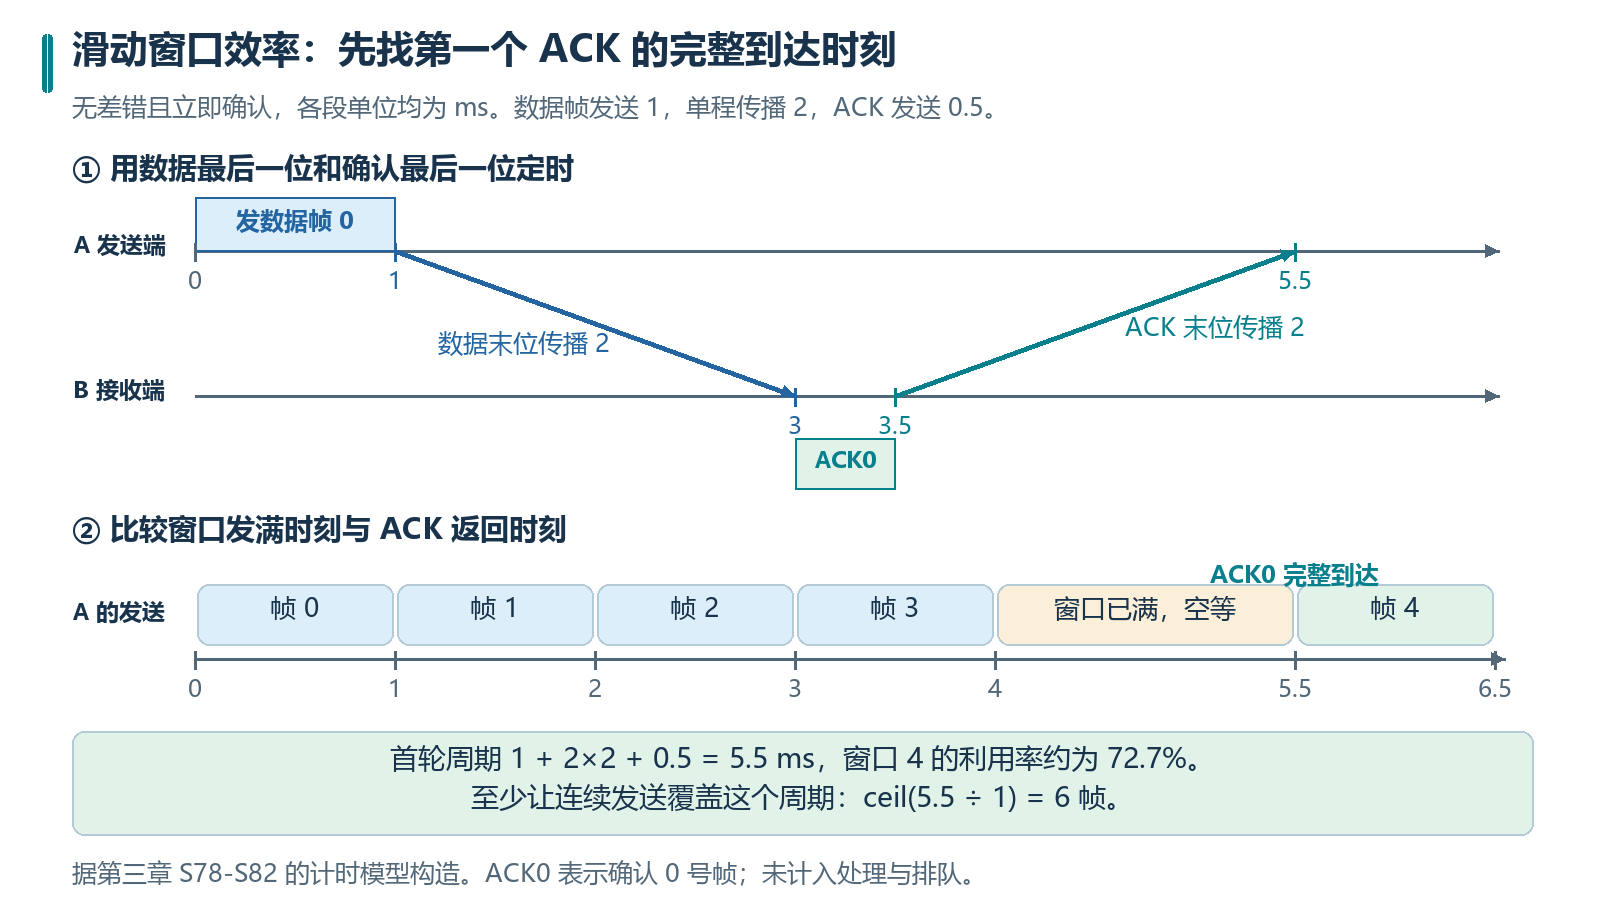 滑动窗口效率：先找第一个 ACK 的完整到达时刻
无差错且立即确认，各段单位均为 ms。数据帧发送 1，单程传播 2，ACK 发送 0.5。
① 用数据最后一位和确认最后一位定时
发数据帧 0
A 发送端
0
1
5.5
数据末位传播 2
ACK 末位传播 2
B 接收端
3
3.5
ACK0
② 比较窗口发满时刻与 ACK 返回时刻
ACK0 完整到达
A 的发送
帧 0
帧 1
帧 2
帧 3
窗口已满，空等
帧 4
0
1
2
3
4
5.5
6.5
首轮周期 1 + 2×2 + 0.5 = 5.5 ms，窗口 4 的利用率约为 72.7%。
至少让连续发送覆盖这个周期：ceil(5.5 ÷ 1) = 6 帧。
据第三章 S78-S82 的计时模型构造。ACK0 表示确认 0 号帧；未计入处理与排队。